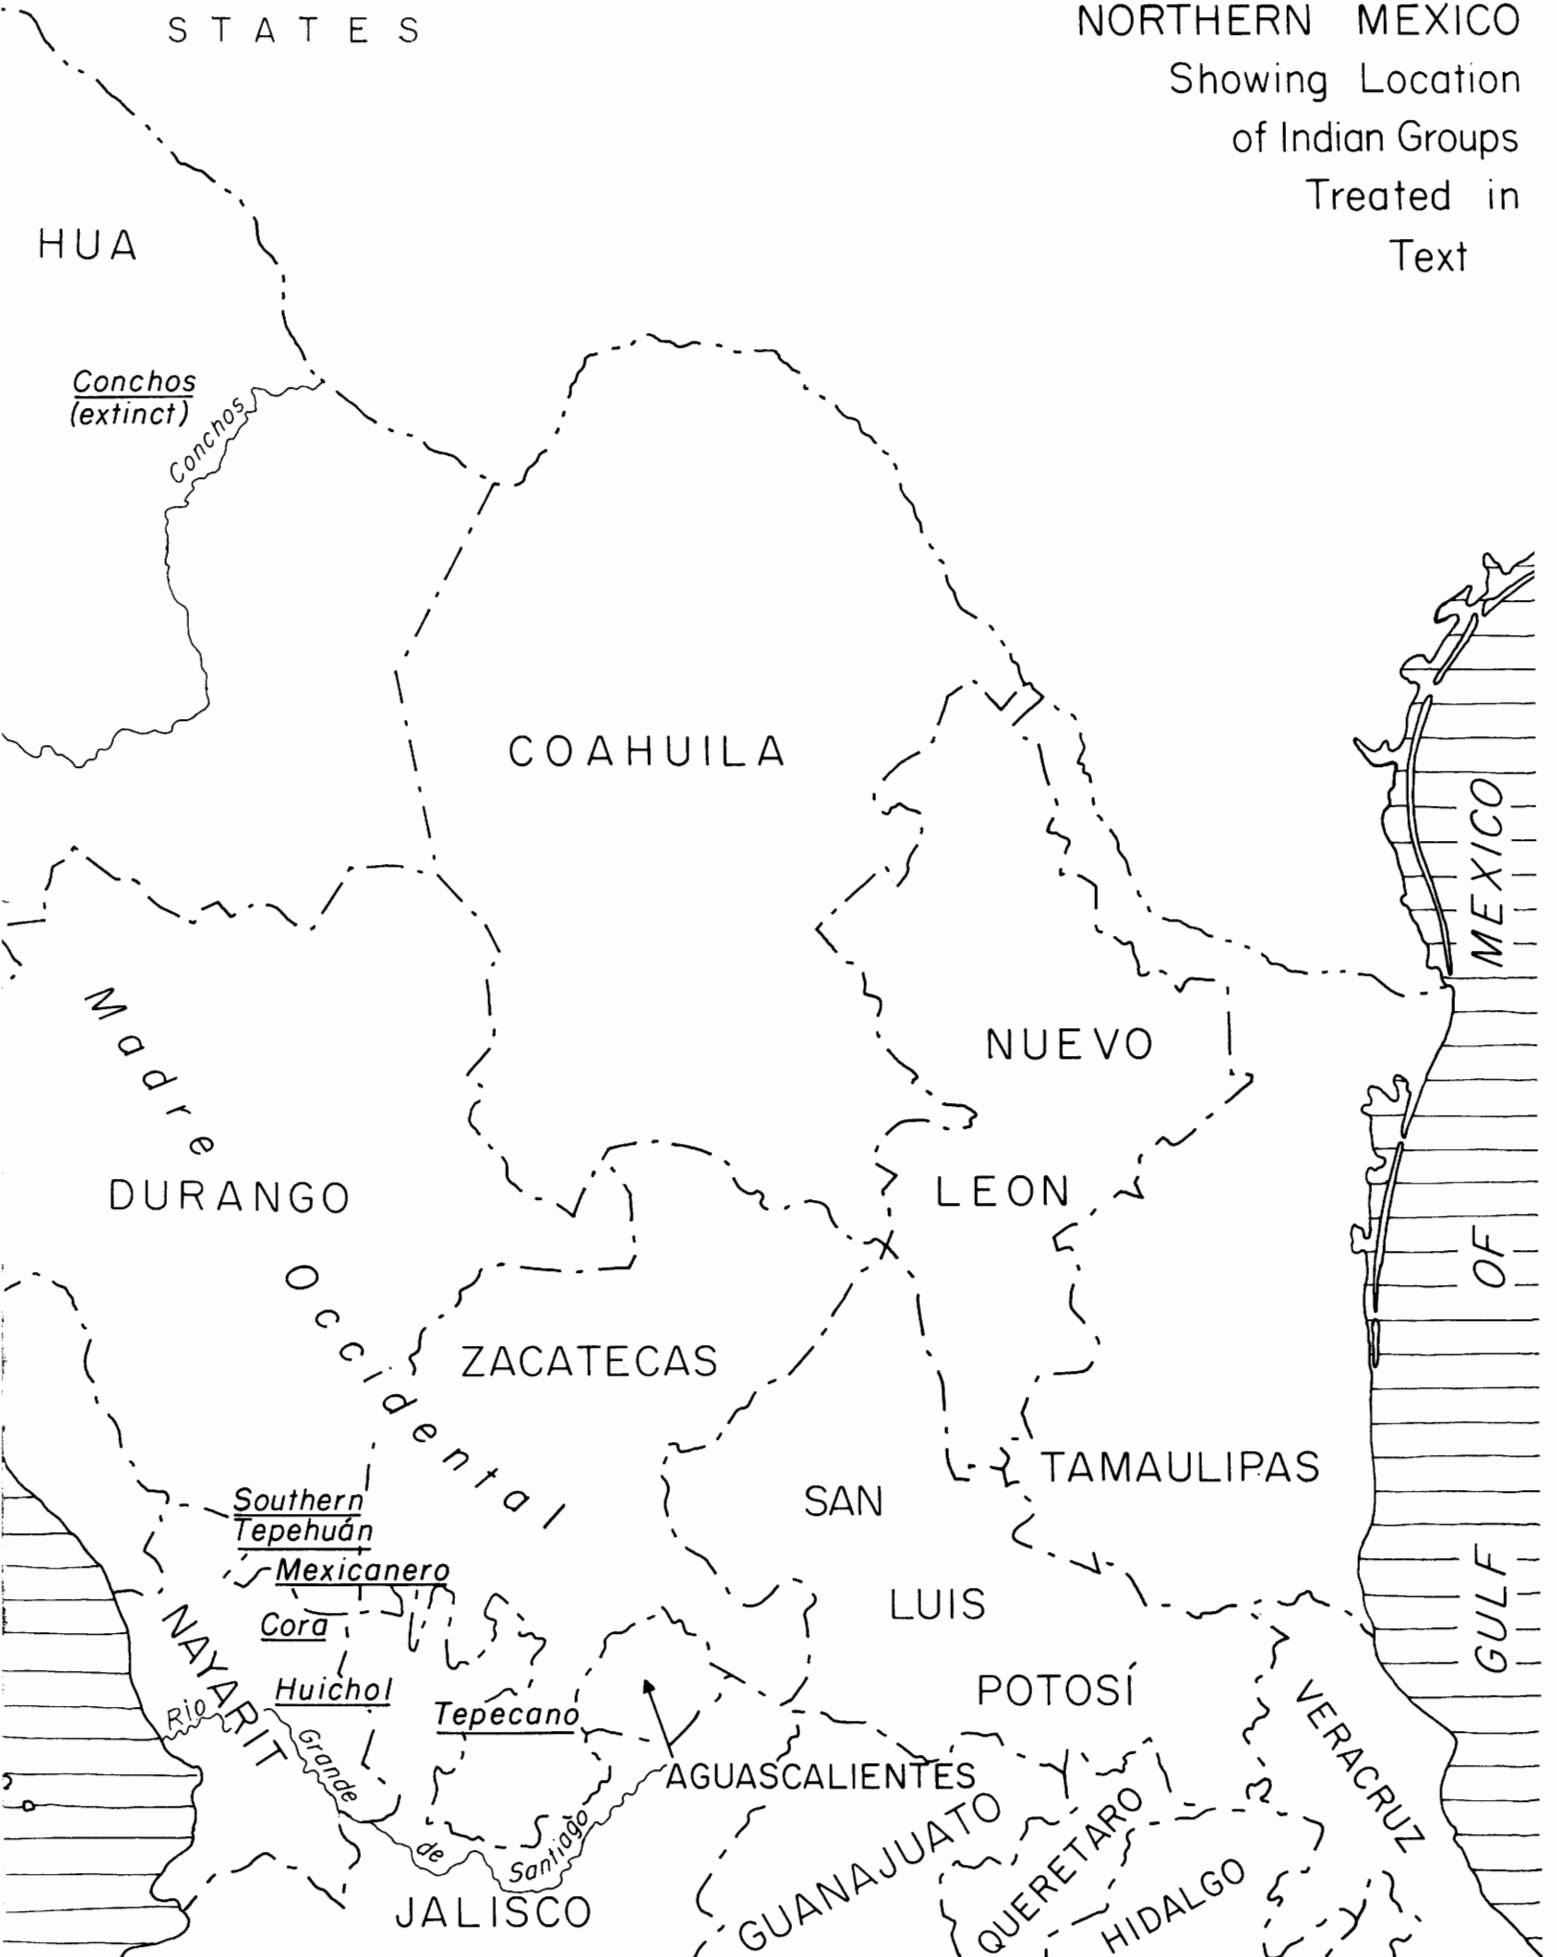 STATES
NORTHERN MEXICO
Showing Location
of Indian Groups
Treated in
Text
HUA
Conchos
(extinct)
Conchos
COAHUILA
MEXICO
OF
GULF
NUEVO
LEON
Madre
Occidental
DURANGO
ZACATECAS
TAMAULIPAS
SAN
LUIS
POTOSÍ
Southern
Tepehuán
Mexicanero
Cora
Huichol
Tepecano
NAYARIT
Rio
Grande
de
Santiago
AGUASCALIENTES
VERACRUZ
GUANAJUATO
QUERETARO
HIDALGO
JALISCO